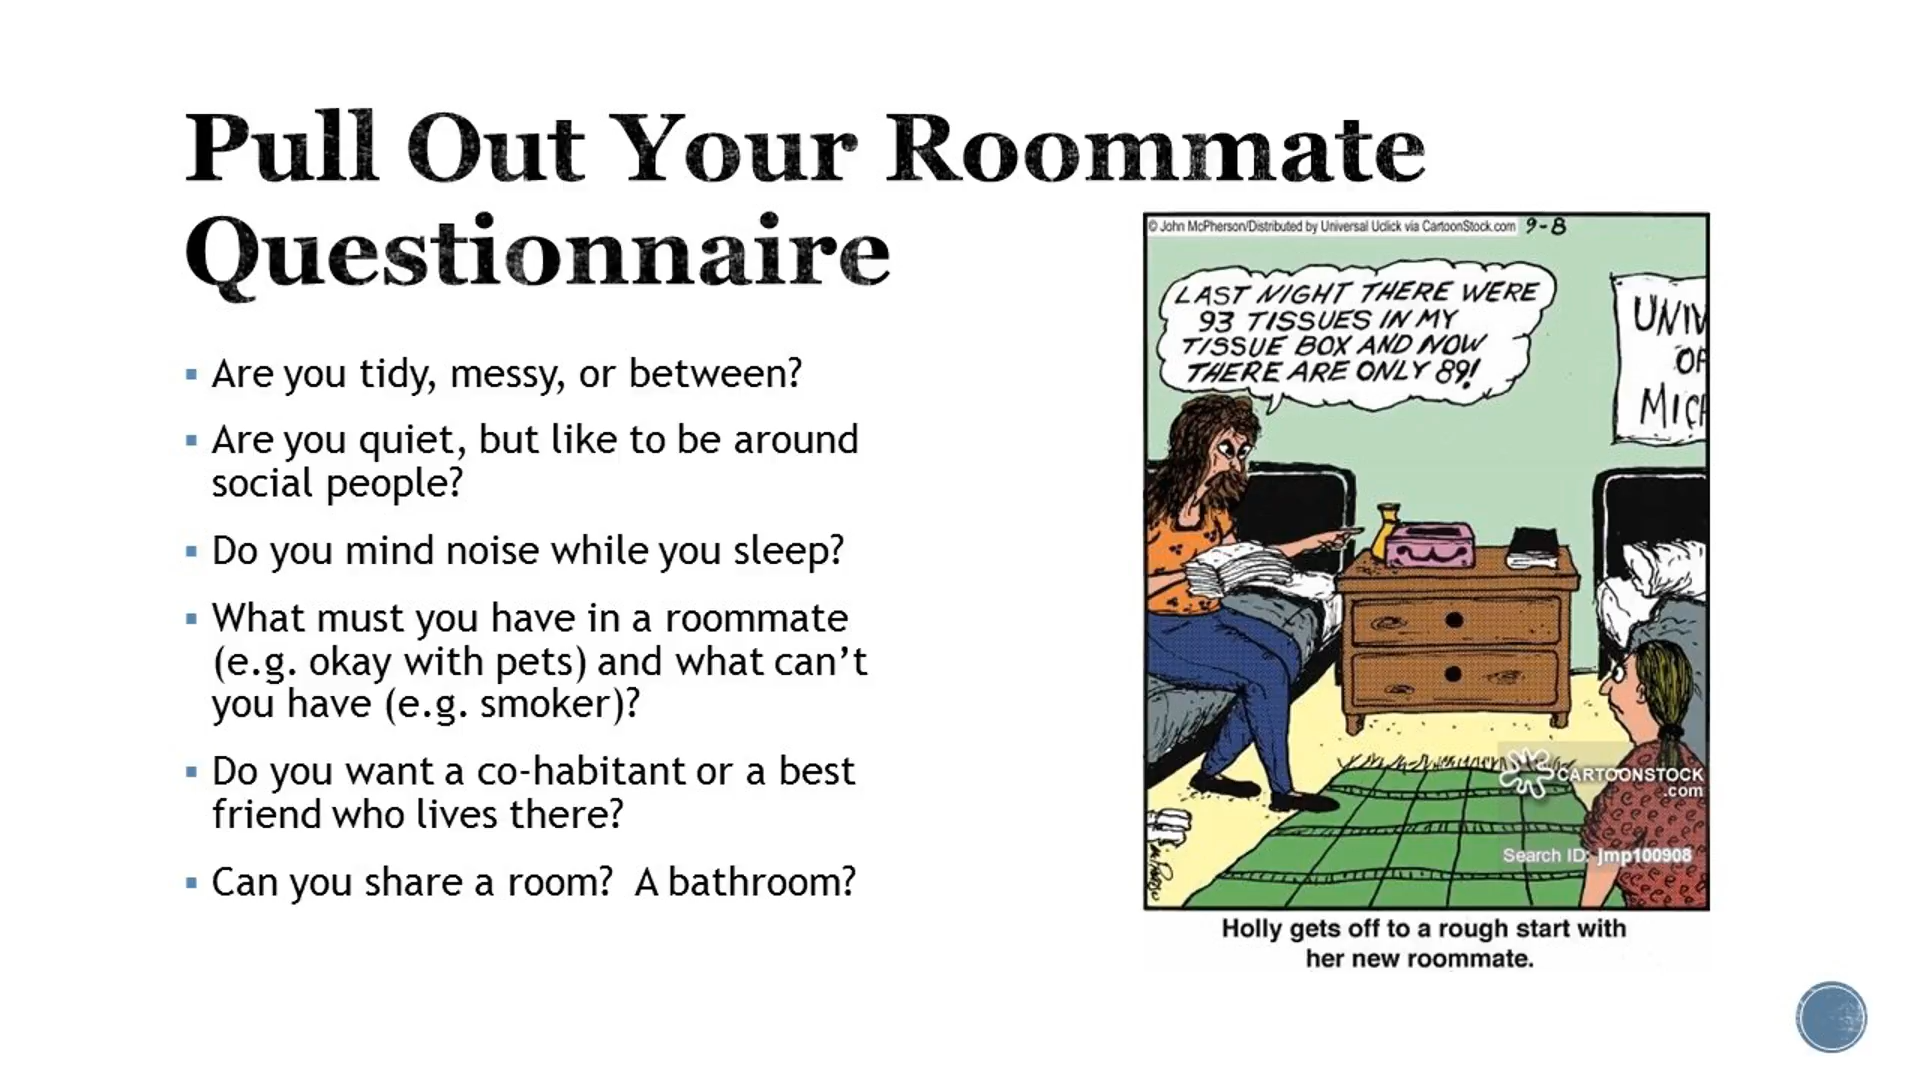 Pull Out Your Roommate
Questionnaire
Are you tidy, messy, or between?
Are you quiet, but like to be around
social people?
Do you mind noise while you sleep?
What must you have in a roommate
(e.g. okay with pets) and what can’t
you have (e.g. smoker)?
Do you want a co-habitant or a best
friend who lives there?
Can you share a room?  A bathroom?
© John McPherson/Distributed by Universal Uclick via CartoonStock.com 9-8
LAST NIGHT THERE WERE
93 TISSUES IN MY
TISSUE BOX AND NOW
THERE ARE ONLY 89!
UNIV
OF
MICH
CARTOONSTOCK
.com
Search ID: jmp100908
Holly gets off to a rough start with
her new roommate.